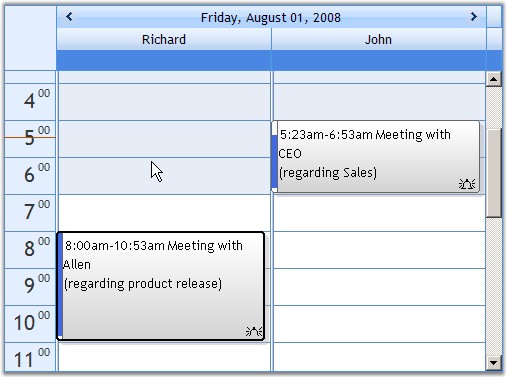 Friday, August 01, 2008
Richard John
4 00
5 00
5:23am-6:53am Meeting with
CEO
(regarding Sales)
6 00
7 00
8 00
8:00am-10:53am Meeting with
Allen
(regarding product release)
9 00
10 00
11 00